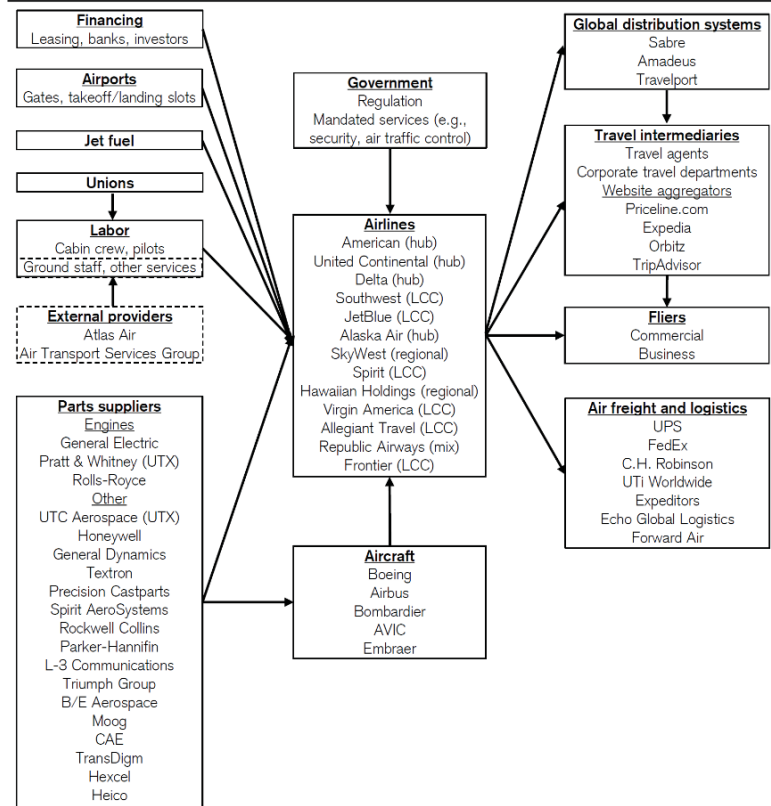 Financing
Leasing, banks, investors
Airports
Gates, takeoff/landing slots
Jet fuel
Unions
Labor
Cabin crew, pilots
Ground staff, other services
External providers
Atlas Air
Air Transport Services Group
Parts suppliers
Engines
General Electric
Pratt & Whitney (UTX)
Rolls-Royce
Other
UTC Aerospace (UTX)
Honeywell
General Dynamics
Textron
Precision Castparts
Spirit AeroSystems
Rockwell Collins
Parker-Hannifin
L-3 Communications
Triumph Group
B/E Aerospace
Moog
CAE
TransDigm
Hexcel
Heico
Government
Regulation
Mandated services (e.g.,
security, air traffic control)
Airlines
American (hub)
United Continental (hub)
Delta (hub)
Southwest (LCC)
JetBlue (LCC)
Alaska Air (hub)
SkyWest (regional)
Spirit (LCC)
Hawaiian Holdings (regional)
Virgin America (LCC)
Allegiant Travel (LCC)
Republic Airways (mix)
Frontier (LCC)
Aircraft
Boeing
Airbus
Bombardier
AVIC
Embraer
Global distribution systems
Sabre
Amadeus
Travelport
Travel intermediaries
Travel agents
Corporate travel departments
Website aggregators
Priceline.com
Expedia
Orbitz
TripAdvisor
Fliers
Commercial
Business
Air freight and logistics
UPS
FedEx
C.H. Robinson
UTi Worldwide
Expeditors
Echo Global Logistics
Forward Air